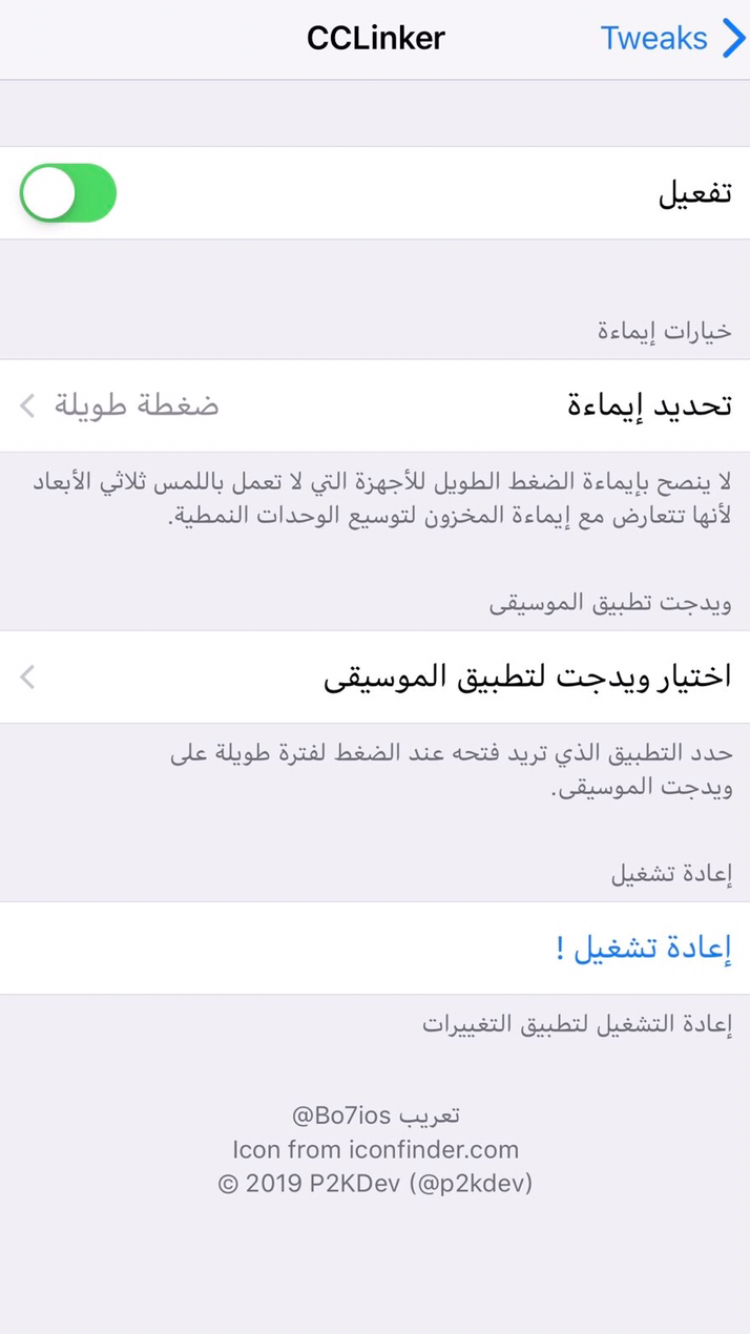 Tweaks
CCLinker
تفعيل
خيارات إيماءة
تحديد إيماءة
ضغطة طويلة
لا ينصح بإيماءة الضغط الطويل للأجهزة التي لا تعمل باللمس ثلاثي الأبعاد
لأنها تتعارض مع إيماءة المخزون لتوسيع الوحدات النمطية.
ويدجت تطبيق الموسيقى
اختيار ويدجت لتطبيق الموسيقى
حدد التطبيق الذي تريد فتحه عند الضغط لفترة طويلة على
ويدجت الموسيقى.
إعادة تشغيل
إعادة تشغيل !
إعادة التشغيل لتطبيق التغييرات
تعريب @Bo7ios
Icon from iconfinder.com
© 2019 P2KDev (@p2kdev)